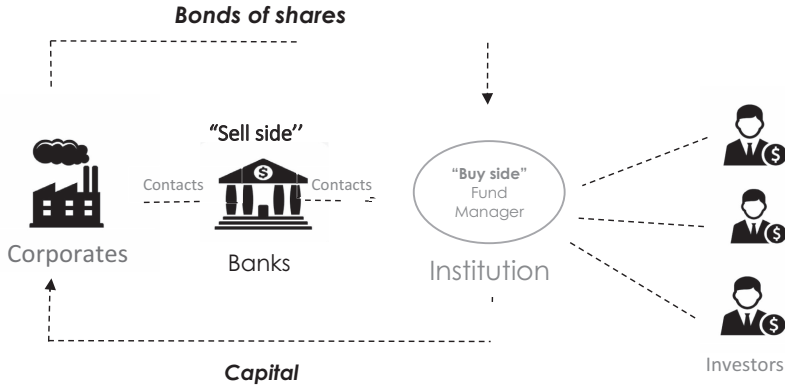 Bonds of shares
“Sell side’’
Contacts
Contacts
“Buy side”
Fund
Manager
Corporates
Banks
Institution
Capital
Investors
$
$
$
$